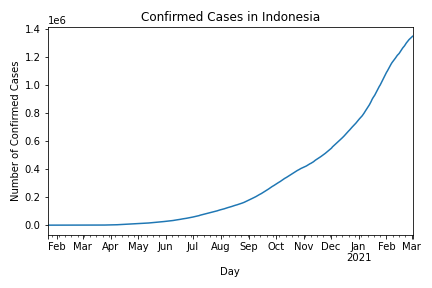 Confirmed Cases in Indonesia
1e6
1.4
1.2
1.0
0.8
0.6
0.4
0.2
0.0
Number of Confirmed Cases
Feb Mar Apr May Jun Jul Aug Sep Oct Nov Dec Jan Feb Mar
2021
Day